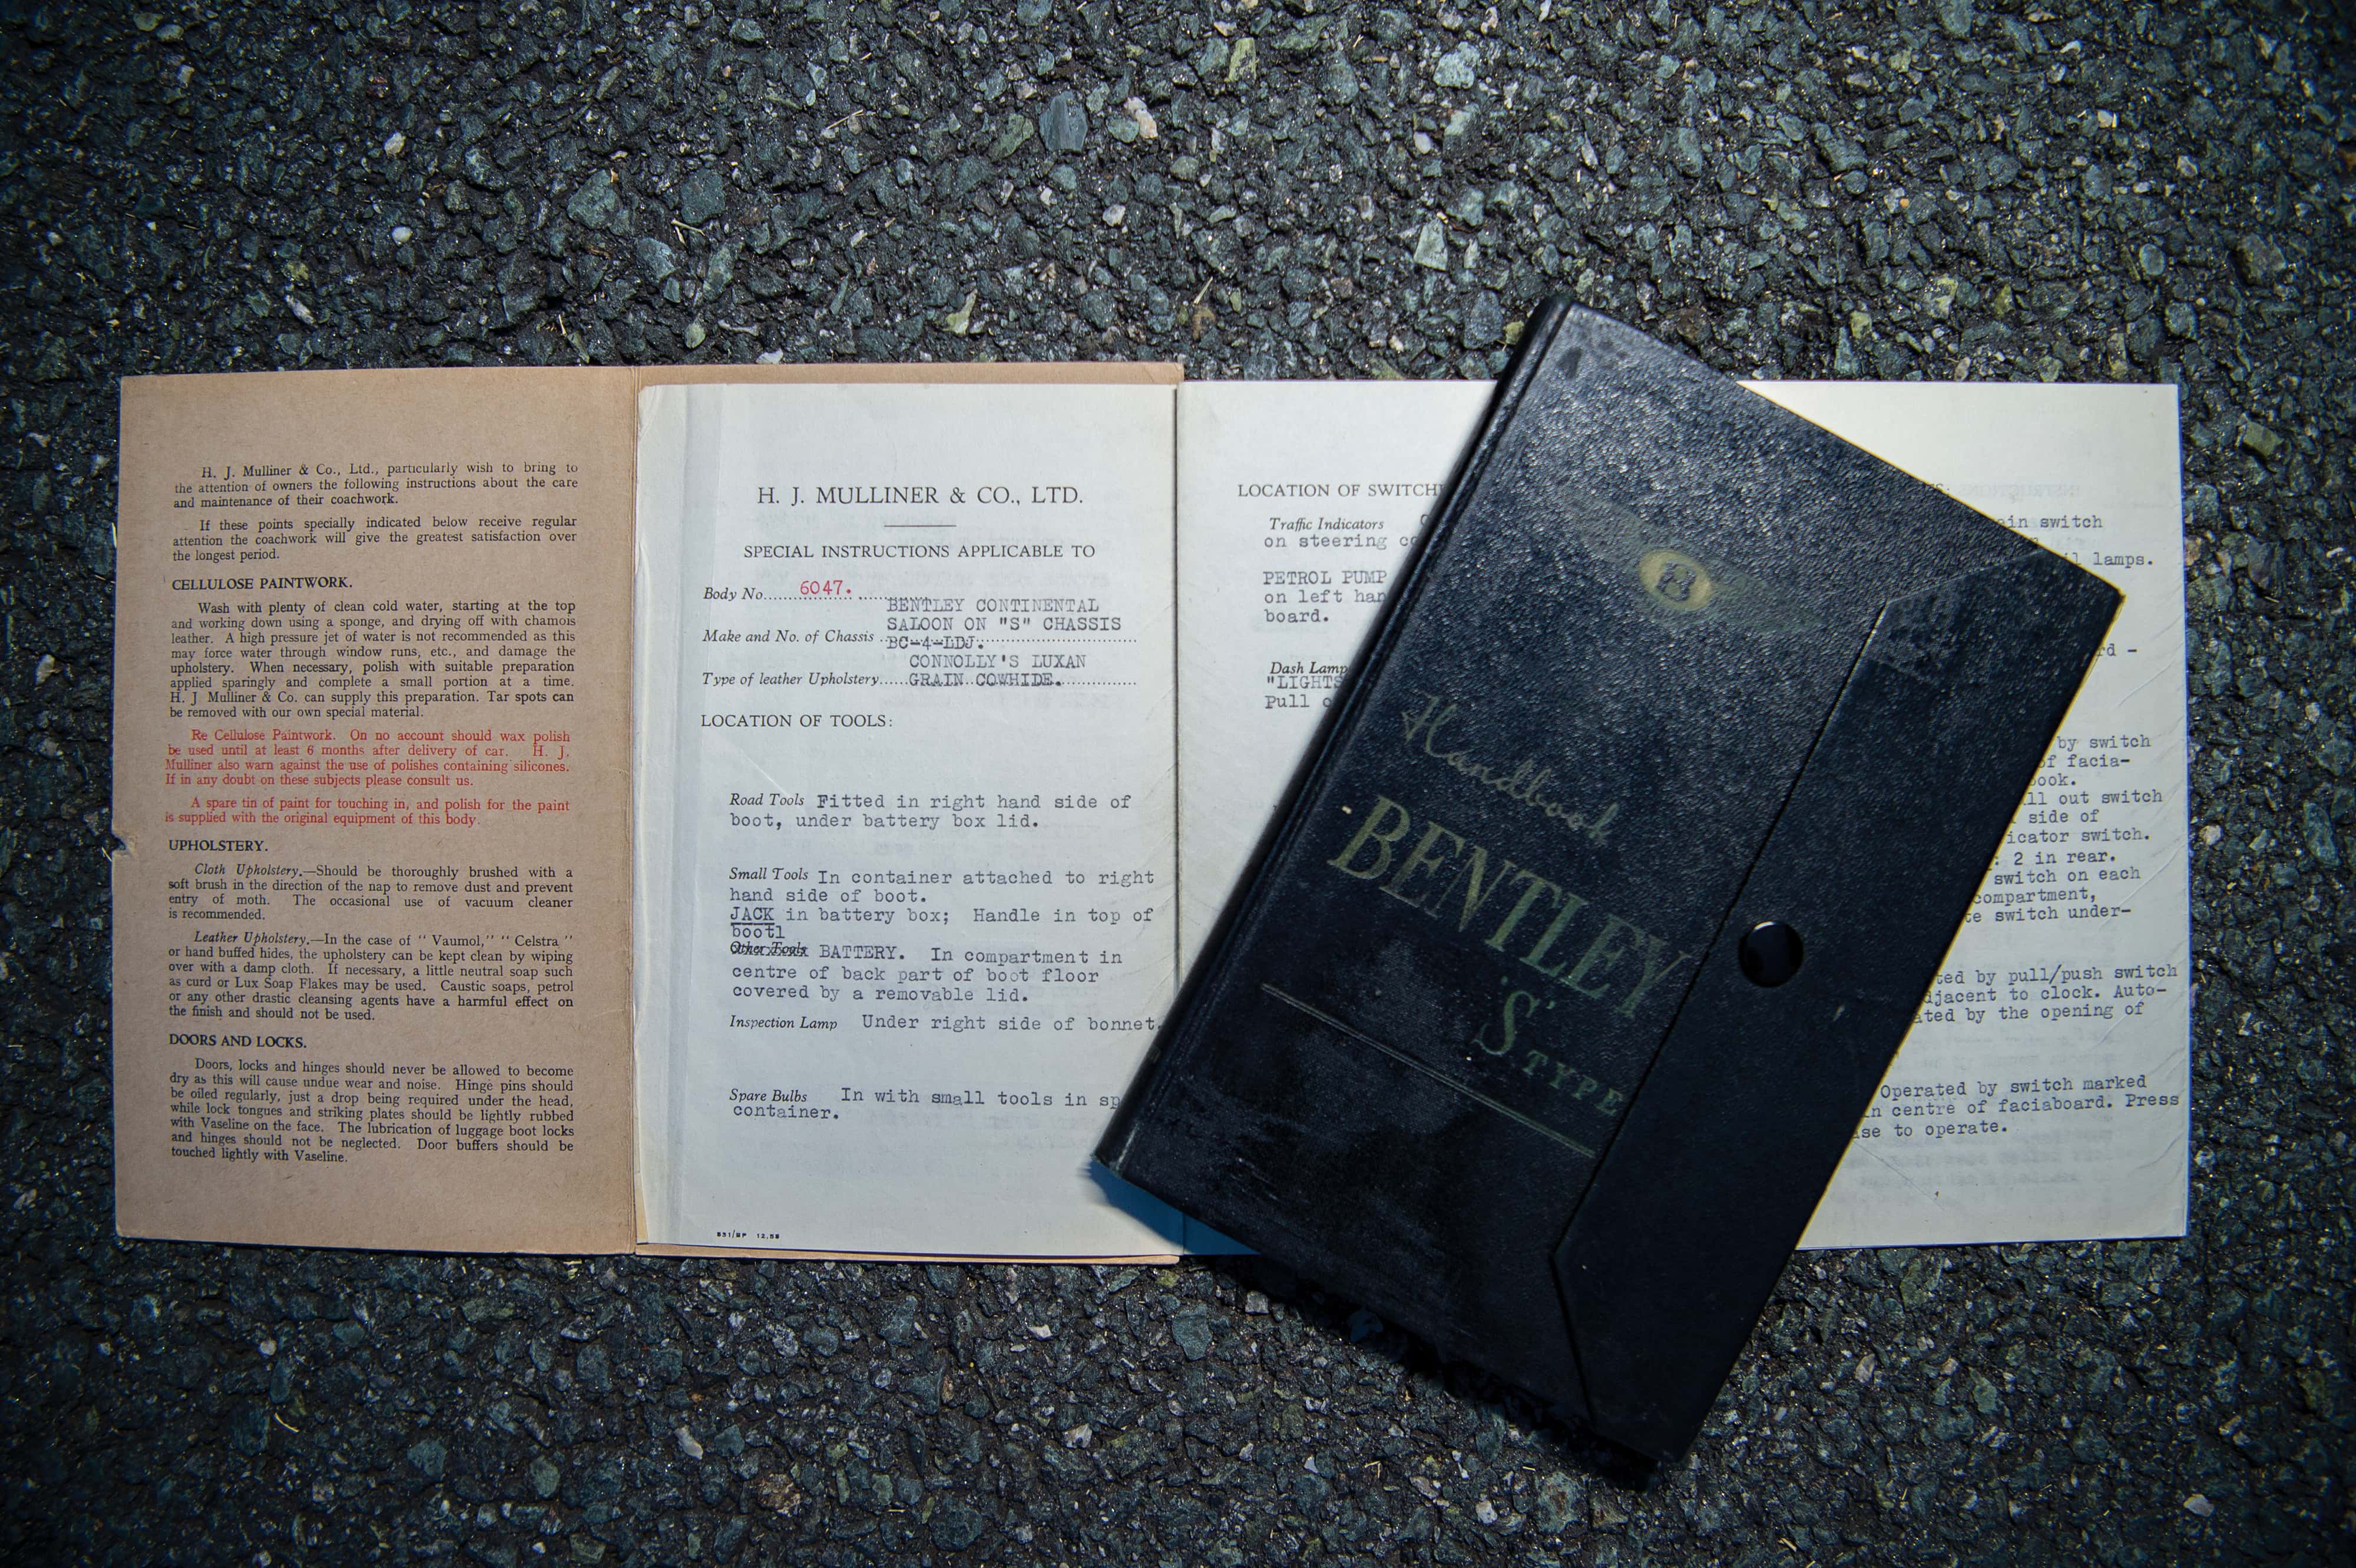 H. J. Mulliner & Co., Ltd., particularly wish to bring to
the attention of owners the following instructions about the care
and maintenance of their coachwork.
If these points specially indicated below receive regular
attention the coachwork will give the greatest satisfaction over
the longest period.
CELLULOSE PAINTWORK.
Wash with plenty of clean cold water, starting at the top
and working down using a sponge, and drying off with chamois
leather. A high pressure jet of water is not recommended as this
may force water through window runs, etc., and damage the
upholstery. When necessary, polish with suitable preparation
applied sparingly and complete a small portion at a time.
H. J Mulliner & Co. can supply this preparation. Tar spots can
be removed with our own special material.
Re Cellulose Paintwork. On no account should wax polish
be used until at least 6 months after delivery of car. H. J.
Mulliner also warn against the use of polishes containing silicones.
If in any doubt on these subjects please consult us.
A spare tin of paint for touching in, and polish for the paint
is supplied with the original equipment of this body.
UPHOLSTERY.
Cloth Upholstery.—Should be thoroughly brushed with a
soft brush in the direction of the nap to remove dust and prevent
entry of moth. The occasional use of vacuum cleaner
is recommended.
Leather Upholstery.—In the case of " Vaumol," " Celstra "
or hand buffed hides, the upholstery can be kept clean by wiping
over with a damp cloth. If necessary, a little neutral soap such
as curd or Lux Soap Flakes may be used. Caustic soaps, petrol
or any other drastic cleansing agents have a harmful effect on
the finish and should not be used.
DOORS AND LOCKS.
Doors, locks and hinges should never be allowed to become
dry as this will cause undue wear and noise. Hinge pins should
be oiled regularly, just a drop being required under the head,
while lock tongues and striking plates should be lightly rubbed
with Vaseline on the face. The lubrication of luggage boot locks
and hinges should not be neglected. Door buffers should be
touched lightly with Vaseline.
H. J. MULLINER & CO., LTD.
SPECIAL INSTRUCTIONS APPLICABLE TO
Body No. 6047.
BENTLEY CONTINENTAL
SALOON ON "S" CHASSIS
Make and No. of Chassis BC-4-LDJ.
CONNOLLY'S LUXAN
Type of leather Upholstery GRAIN COWHIDE.
LOCATION OF TOOLS:
Road Tools Fitted in right hand side of
boot, under battery box lid.
Small Tools In container attached to right
hand side of boot.
JACK in battery box; Handle in top of
bootl
Other Tools BATTERY. In compartment in
centre of back part of boot floor
covered by a removable lid.
Inspection Lamp Under right side of bonnet.
Spare Bulbs In with small tools in
container.
LOCATION OF
Traffic Indicators
on steering
PETROL PUMP
on left
board.
Dash Lamp
"LIGHTS
Pull
B
Handbook
BENTLEY
'S' TYPE
switch
lamps.
by switch
of facia-
out switch
side of
switch.
2 in rear.
switch on each
compartment,
switch under-
by pull/push switch
to clock. Auto-
by the opening of
Operated by switch marked
in centre of faciaboard. Press
to operate.